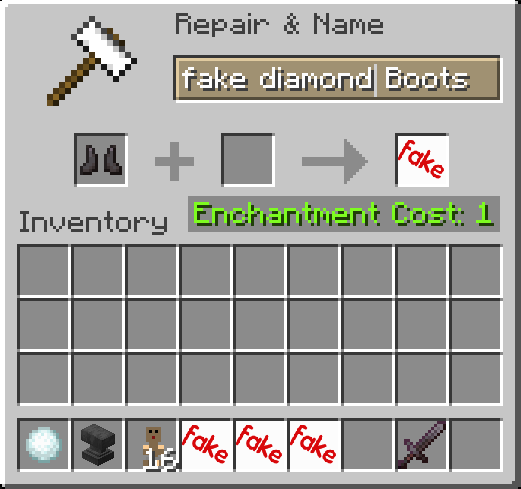 Repair & Name
fake diamond Boots
fake
Inventory
Enchantment Cost: 1
16
fake
fake
fake